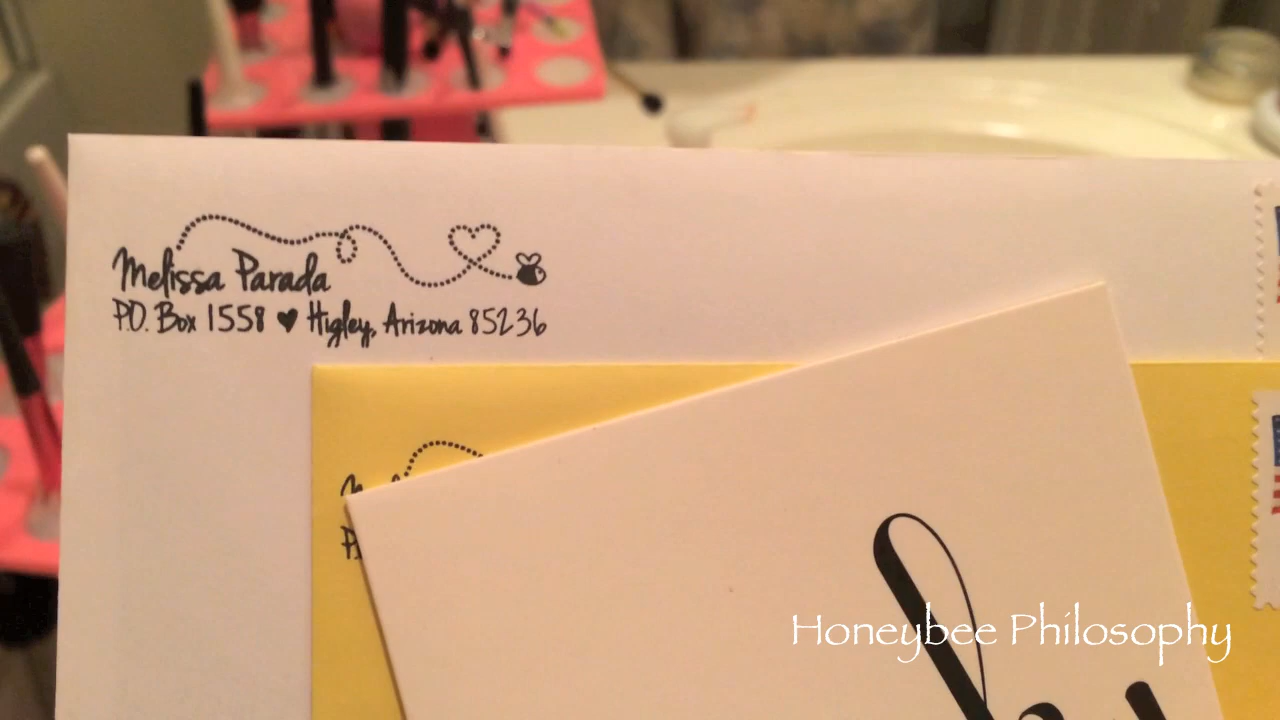 Melissa Parada
P.O. Box 1558 ♥ Higley, Arizona 85236
Honeybee Philosophy